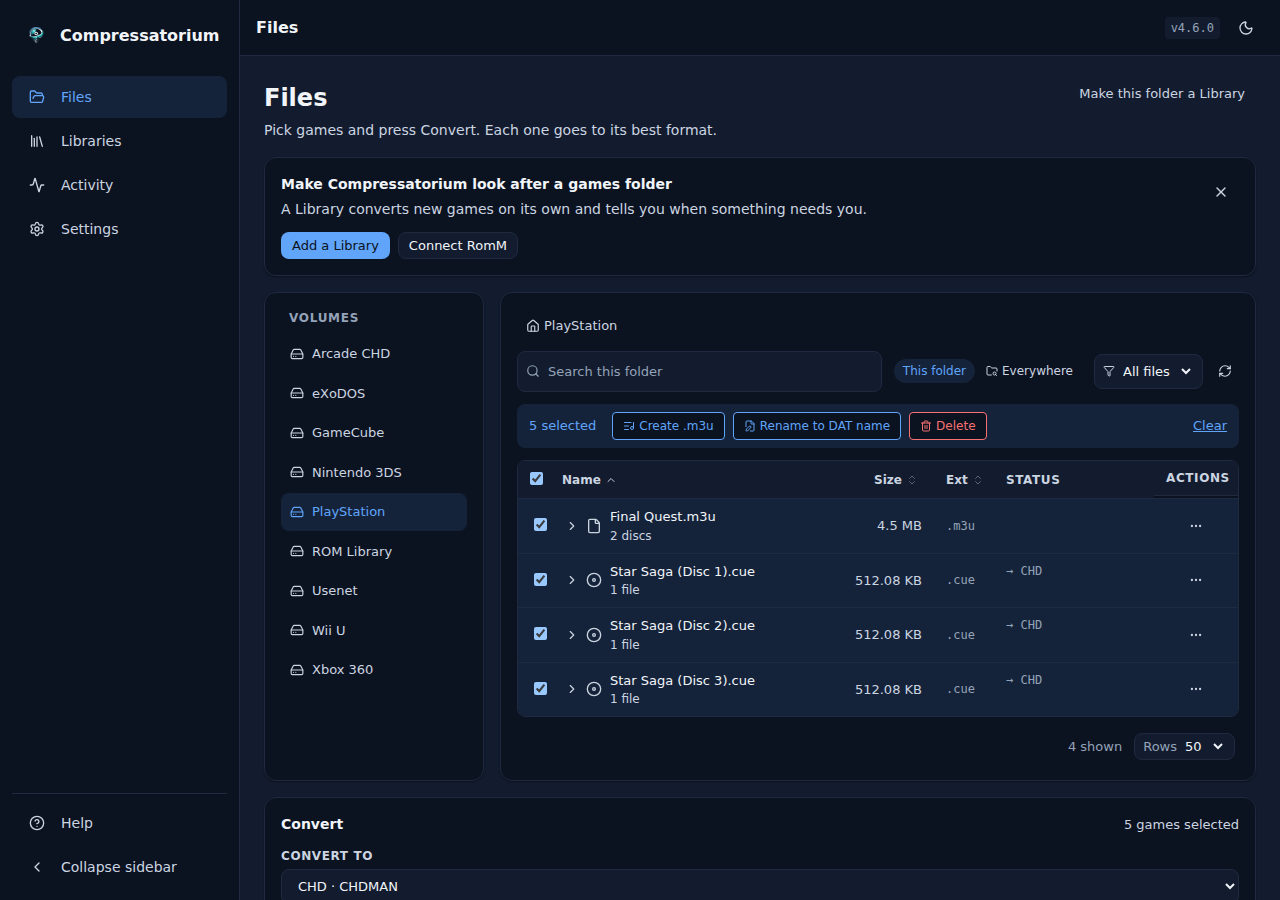 Compressatorium
Files
Libraries
Activity
Settings
Help
Collapse sidebar
Files
v4.6.0
Files
Make this folder a Library
Pick games and press Convert. Each one goes to its best format.
Make Compressatorium look after a games folder
A Library converts new games on its own and tells you when something needs you.
Add a Library
Connect RomM
VOLUMES
Arcade CHD
eXoDOS
GameCube
Nintendo 3DS
PlayStation
ROM Library
Usenet
Wii U
Xbox 360
PlayStation
Search this folder
This folder
Everywhere
All files
5 selected
Create .m3u
Rename to DAT name
Delete
Clear
Name Size Ext STATUS ACTIONS
Final Quest.m3u
2 discs
4.5 MB
.m3u
Star Saga (Disc 1).cue
1 file
512.08 KB
.cue
→ CHD
Star Saga (Disc 2).cue
1 file
512.08 KB
.cue
→ CHD
Star Saga (Disc 3).cue
1 file
512.08 KB
.cue
→ CHD
4 shown
Rows 50
Convert
5 games selected
CONVERT TO
CHD · CHDMAN